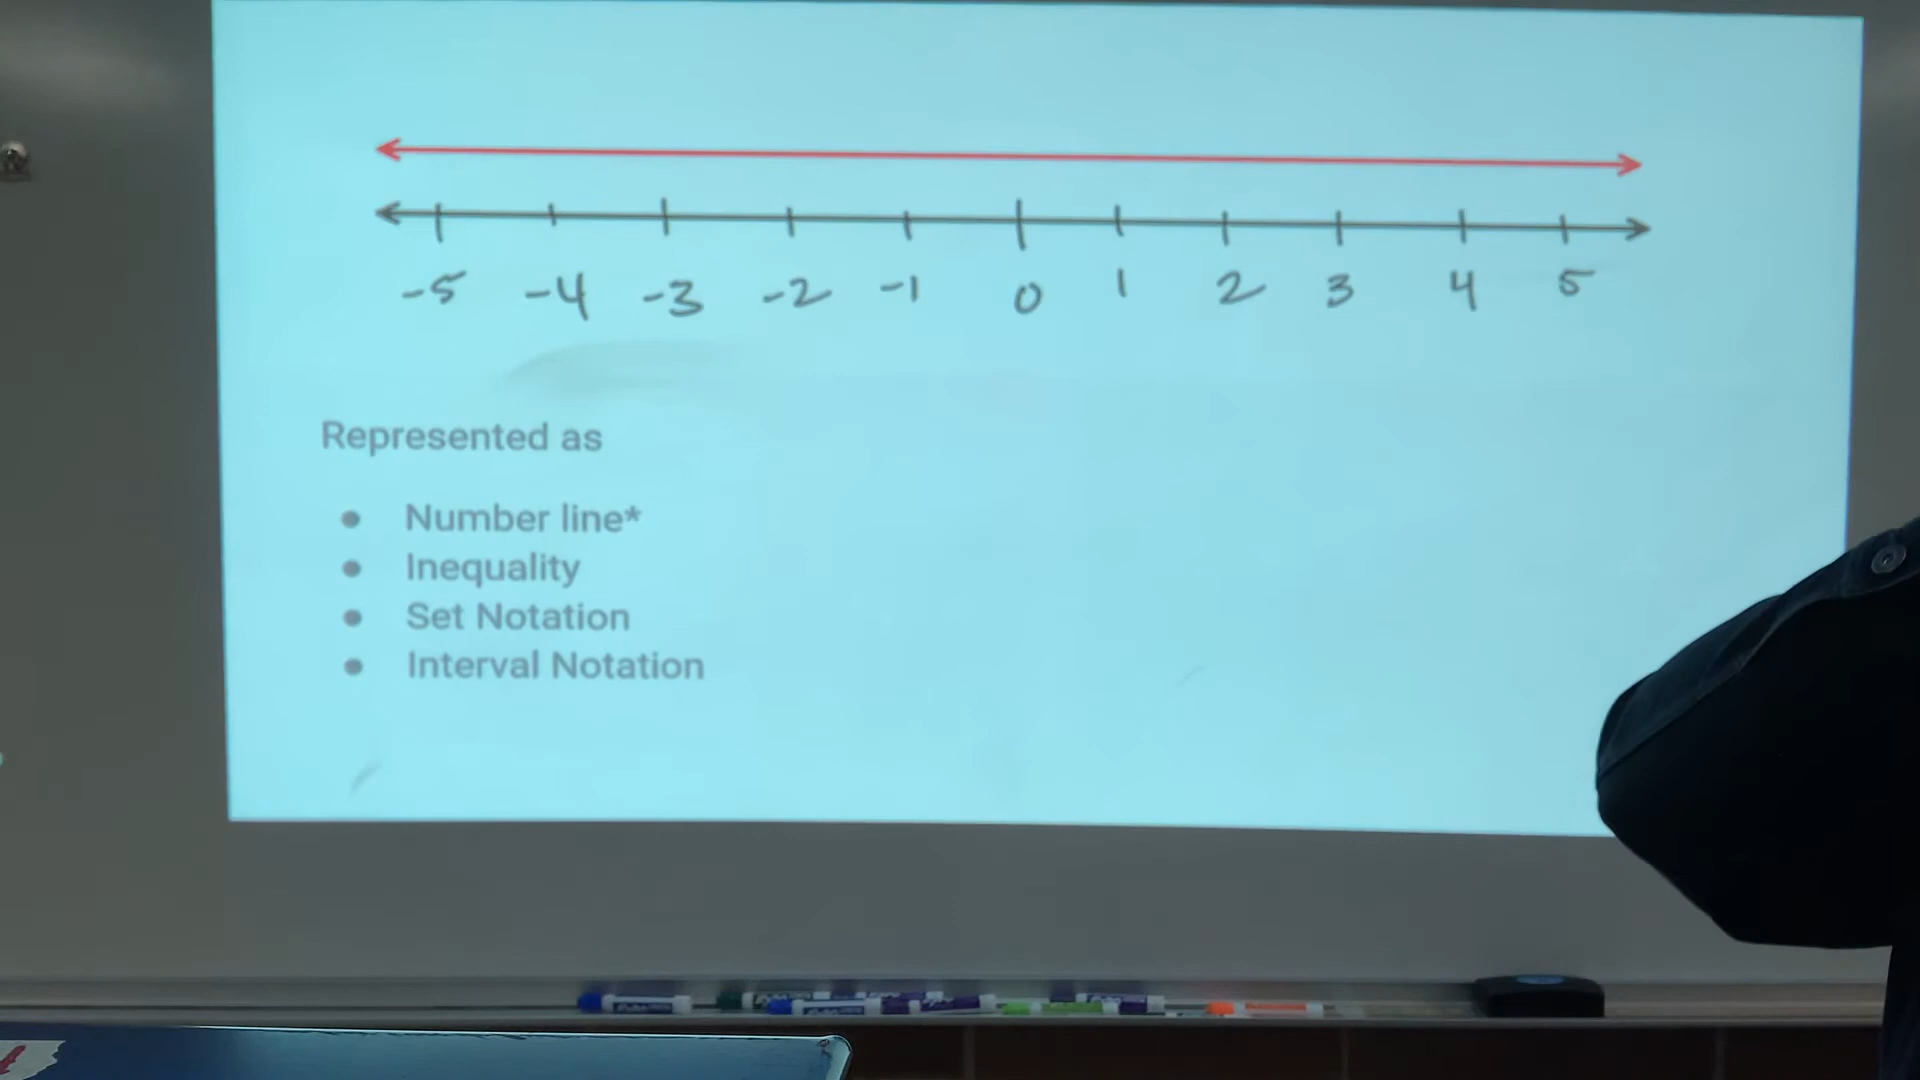 -5 -4 -3 -2 -1 0 1 2 3 4 5
Represented as
● Number line*
● Inequality
● Set Notation
● Interval Notation